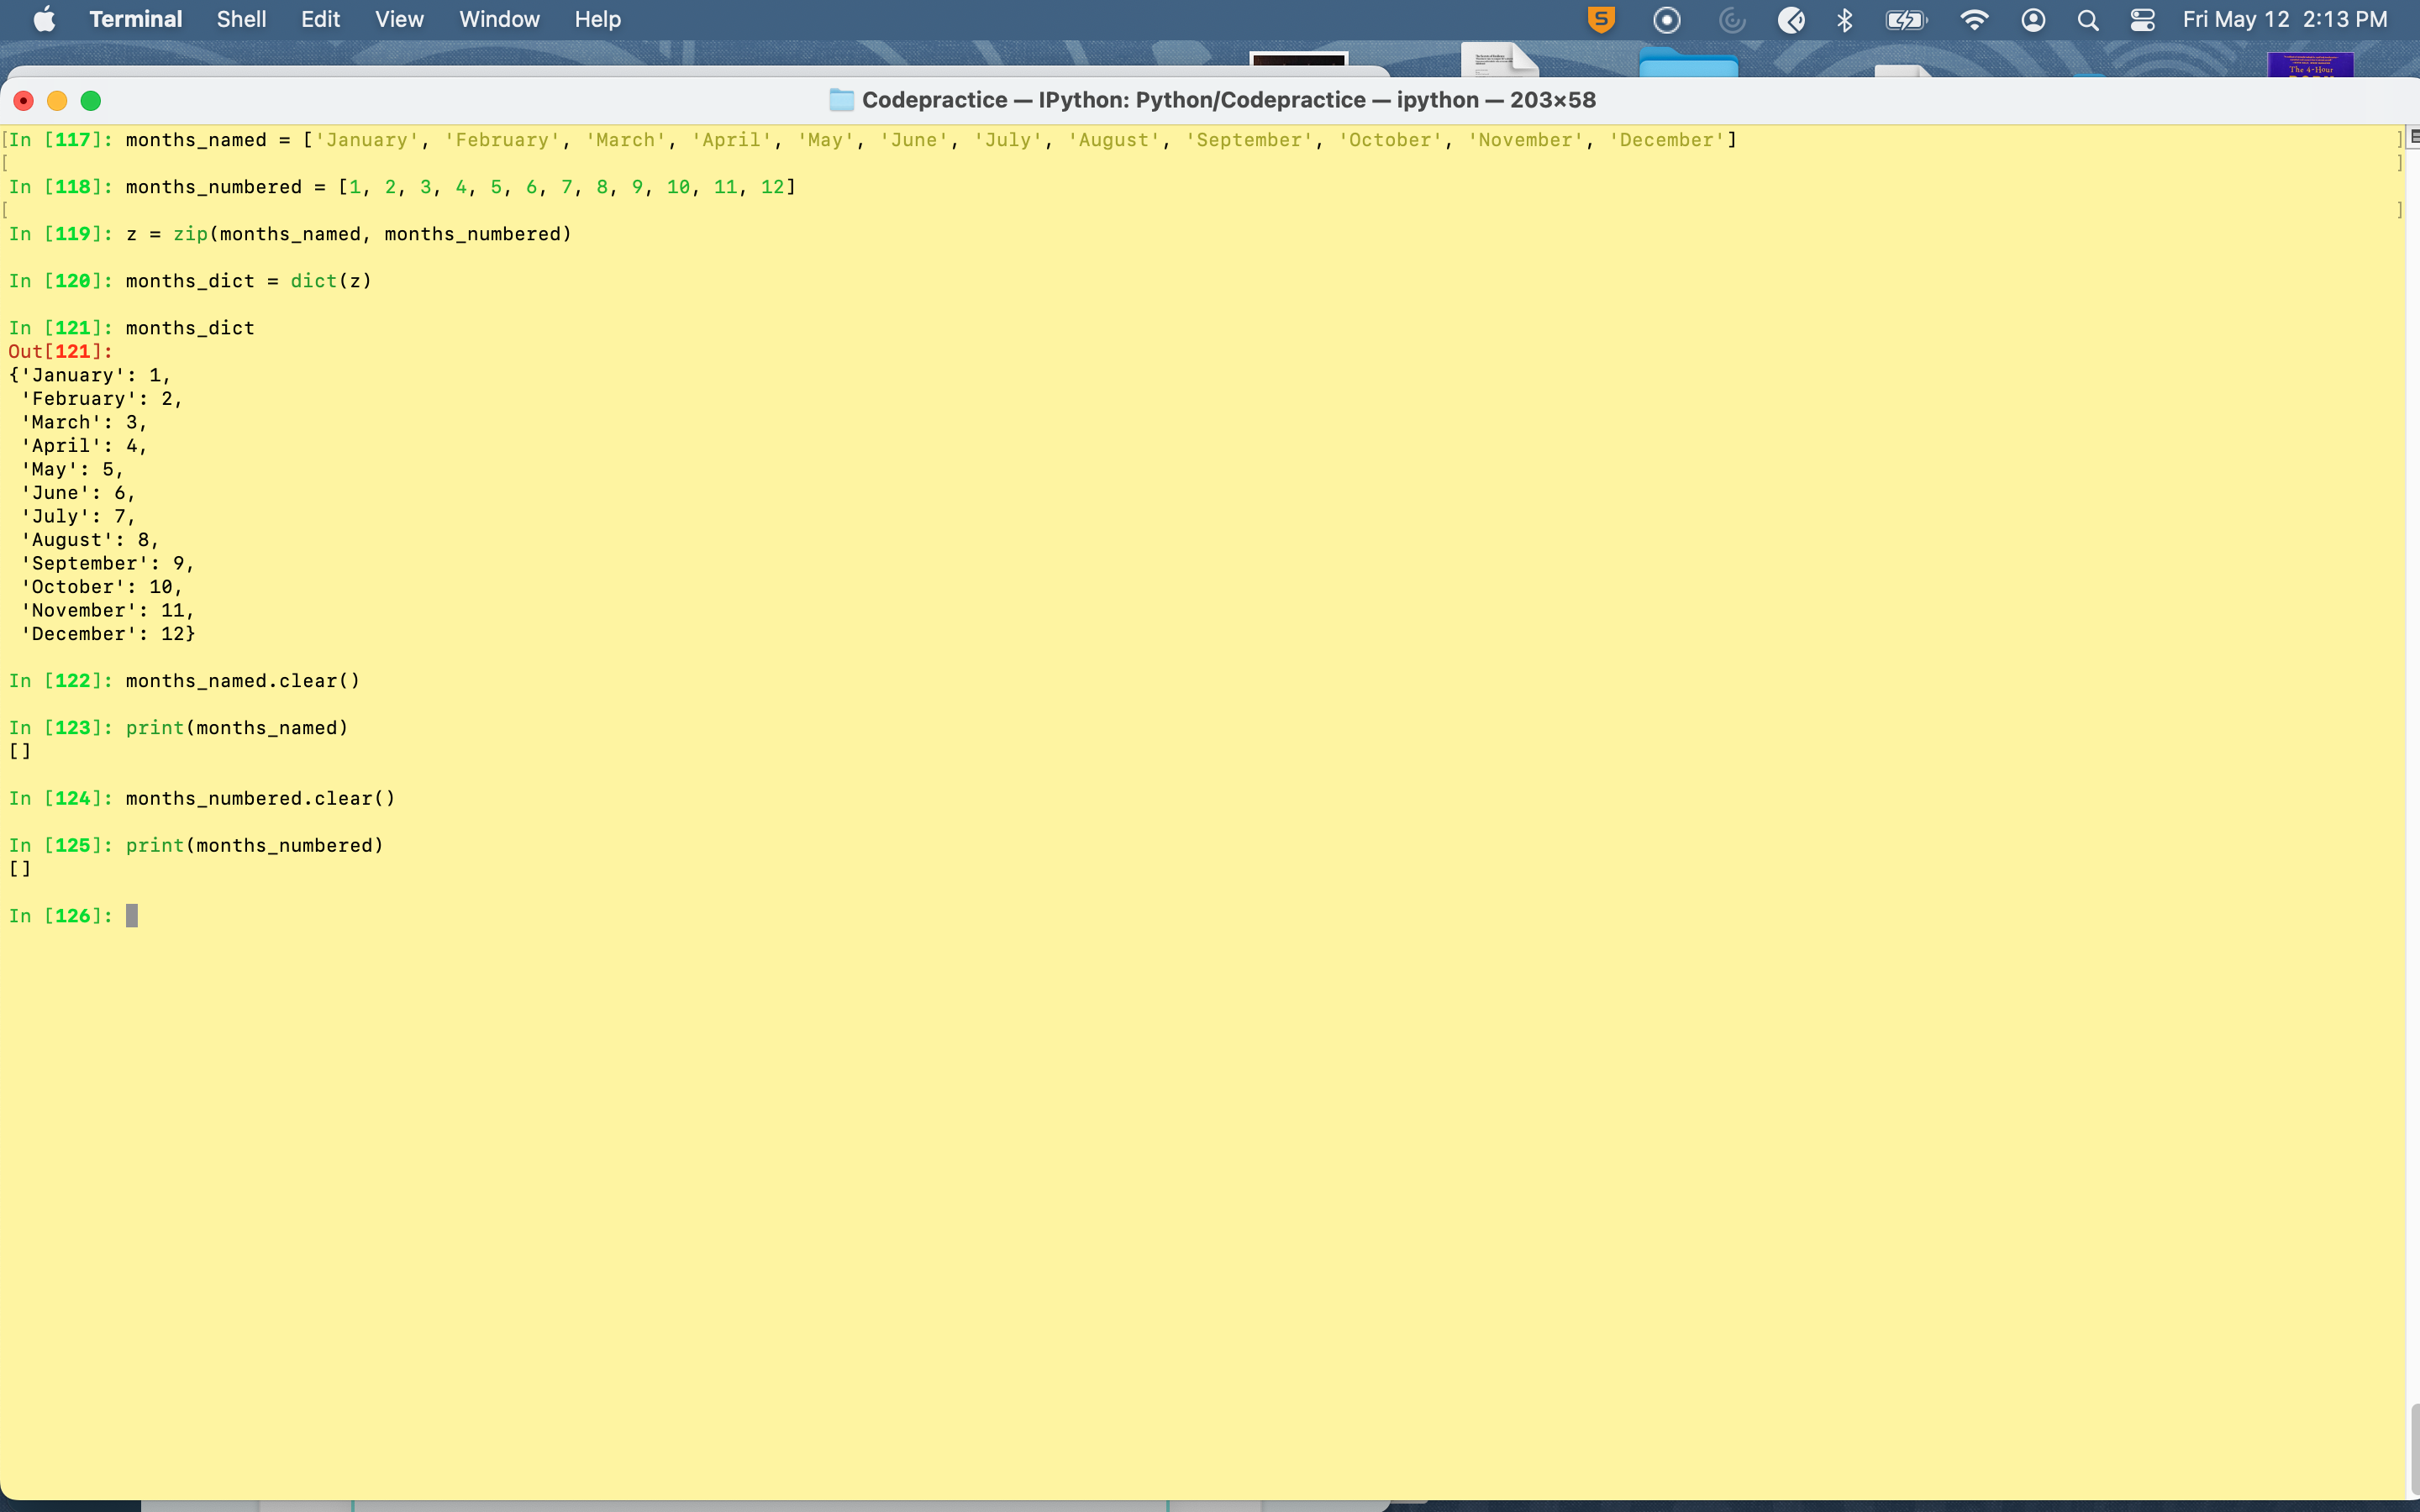 Terminal Shell Edit View Window Help Fri May 12 2:13 PM
The 4-Hour
Codepractice — IPython: Python/Codepractice — ipython — 203×58
[In [117]: months_named = ['January', 'February', 'March', 'April', 'May', 'June', 'July', 'August', 'September', 'October', 'November', 'December'] ]
[ ]
In [118]: months_numbered = [1, 2, 3, 4, 5, 6, 7, 8, 9, 10, 11, 12]
[ ]
In [119]: z = zip(months_named, months_numbered)
In [120]: months_dict = dict(z)
In [121]: months_dict
Out[121]:
{'January': 1,
 'February': 2,
 'March': 3,
 'April': 4,
 'May': 5,
 'June': 6,
 'July': 7,
 'August': 8,
 'September': 9,
 'October': 10,
 'November': 11,
 'December': 12}
In [122]: months_named.clear()
In [123]: print(months_named)
[]
In [124]: months_numbered.clear()
In [125]: print(months_numbered)
[]
In [126]: